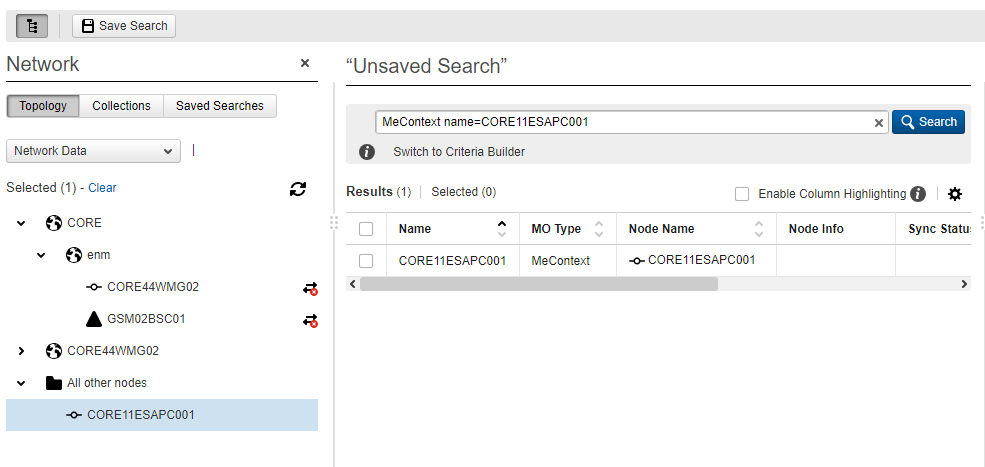 Save Search
Network
Topology Collections Saved Searches
Network Data
Selected (1) - Clear
CORE
enm
CORE44WMG02
GSM02BSC01
CORE44WMG02
All other nodes
CORE11ESAPC001
“Unsaved Search”
MeContext name=CORE11ESAPC001 Search
Switch to Criteria Builder
Results (1) Selected (0) Enable Column Highlighting
Name MO Type Node Name Node Info Sync Status
CORE11ESAPC001 MeContext CORE11ESAPC001